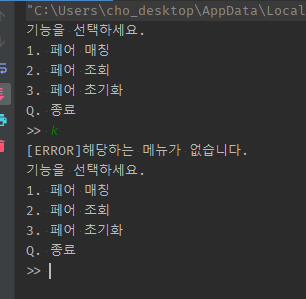 "C:\Users\cho_desktop\AppData\Local
기능을 선택하세요.
1. 페어 매칭
2. 페어 조회
3. 페어 초기화
Q. 종료
>> k
[ERROR]해당하는 메뉴가 없습니다.
기능을 선택하세요.
1. 페어 매칭
2. 페어 조회
3. 페어 초기화
Q. 종료
>>